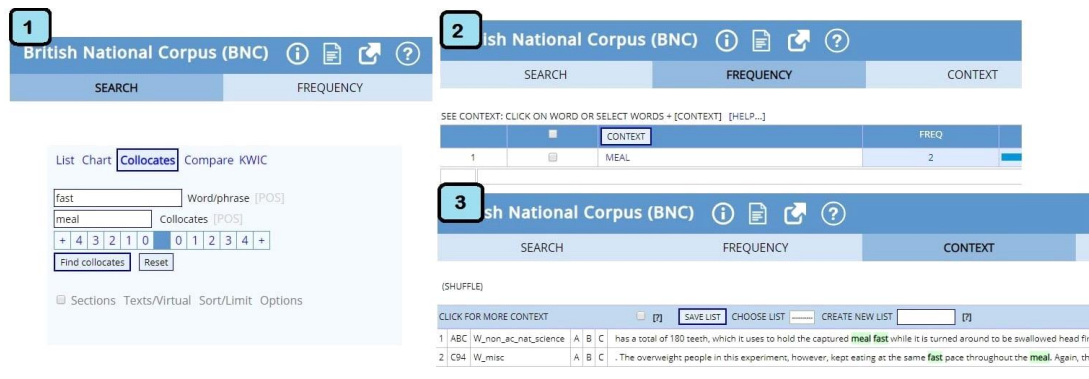 1
British National Corpus (BNC)
SEARCH FREQUENCY
List Chart Collocates Compare KWIC
fast Word/phrase [POS]
meal Collocates [POS]
+ 4 3 2 1 0 0 1 2 3 4 +
Find collocates Reset
Sections Texts/Virtual Sort/Limit Options
2
ish National Corpus (BNC)
SEARCH FREQUENCY CONTEXT
SEE CONTEXT: CLICK ON WORD OR SELECT WORDS + [CONTEXT] [HELP...]
CONTEXT FREQ
1 MEAL 2
3
sh National Corpus (BNC)
SEARCH FREQUENCY CONTEXT
(SHUFFLE)
CLICK FOR MORE CONTEXT [?] SAVE LIST CHOOSE LIST ---------- CREATE NEW LIST [?]
1 ABC W_non_ac_nat_science A B C has a total of 180 teeth, which it uses to hold the captured meal fast while it is turned around to be swallowed head fir
2 C94 W_misc A B C . The overweight people in this experiment, however, kept eating at the same fast pace throughout the meal. Again, th